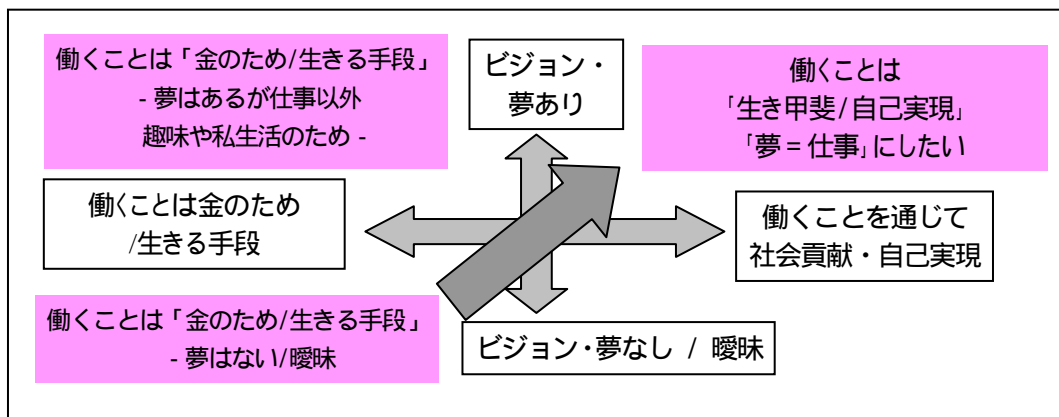 働くことは「金のため/生きる手段」
- 夢はあるが仕事以外
趣味や私生活のため -
ビジョン・
夢あり
働くことは
「生き甲斐/自己実現」
「夢=仕事」にしたい
働くことは金のため
/生きる手段
働くことを通じて
社会貢献・自己実現
働くことは「金のため/生きる手段」
- 夢はない/曖昧
ビジョン・夢なし / 曖昧